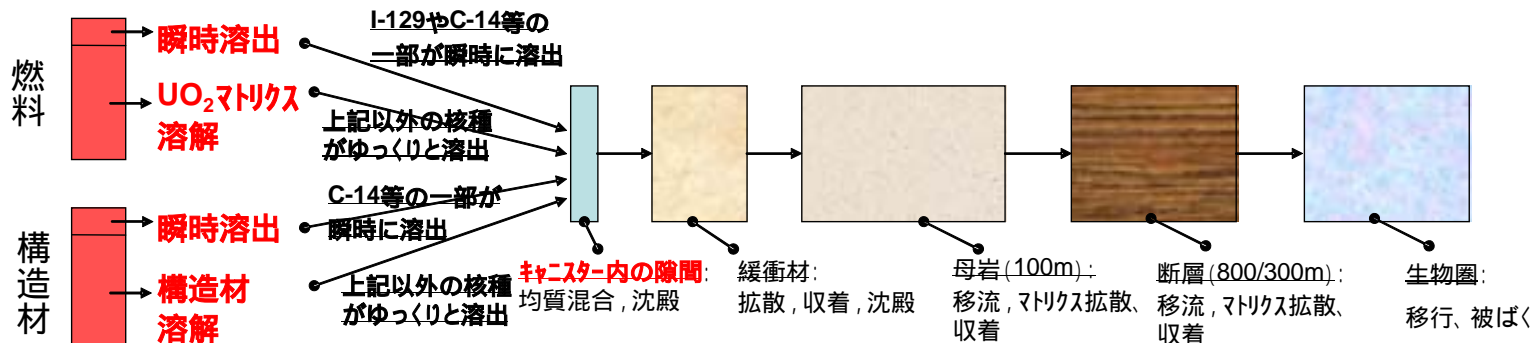 燃料
瞬時溶出
I-129やC-14等の
一部が瞬時に溶出
UO₂マトリクス
溶解
上記以外の核種
がゆっくりと溶出
構造材
瞬時溶出
C-14等の一部が
瞬時に溶出
構造材
溶解
上記以外の核種
がゆっくりと溶出
キャニスター内の隙間:
均質混合,沈殿
緩衝材:
拡散,収着,沈殿
母岩(100m):
移流,マトリクス拡散、
収着
断層(800/300m):
移流,マトリクス拡散、
収着
生物圏:
移行、被ばく